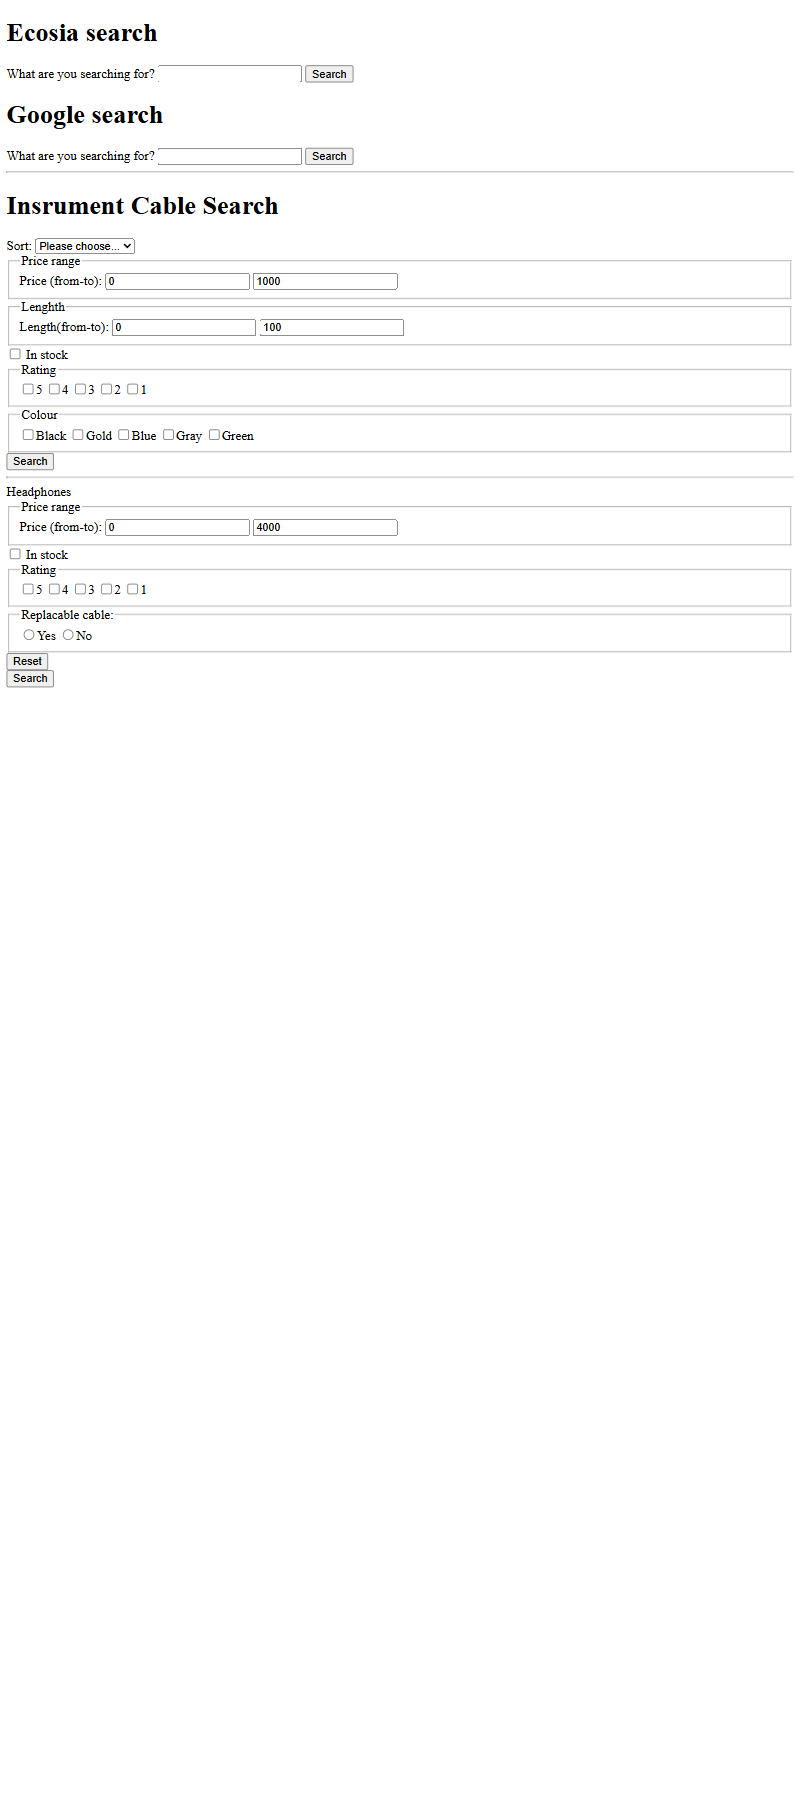 Ecosia search
What are you searching for? Search
Google search
What are you searching for? Search
Insrument Cable Search
Sort: Please choose...
Price range
Price (from-to): 0 1000
Lenghth
Length(from-to): 0 100
In stock
Rating
5 4 3 2 1
Colour
Black Gold Blue Gray Green
Search
Headphones
Price range
Price (from-to): 0 4000
In stock
Rating
5 4 3 2 1
Replacable cable:
Yes No
Reset
Search